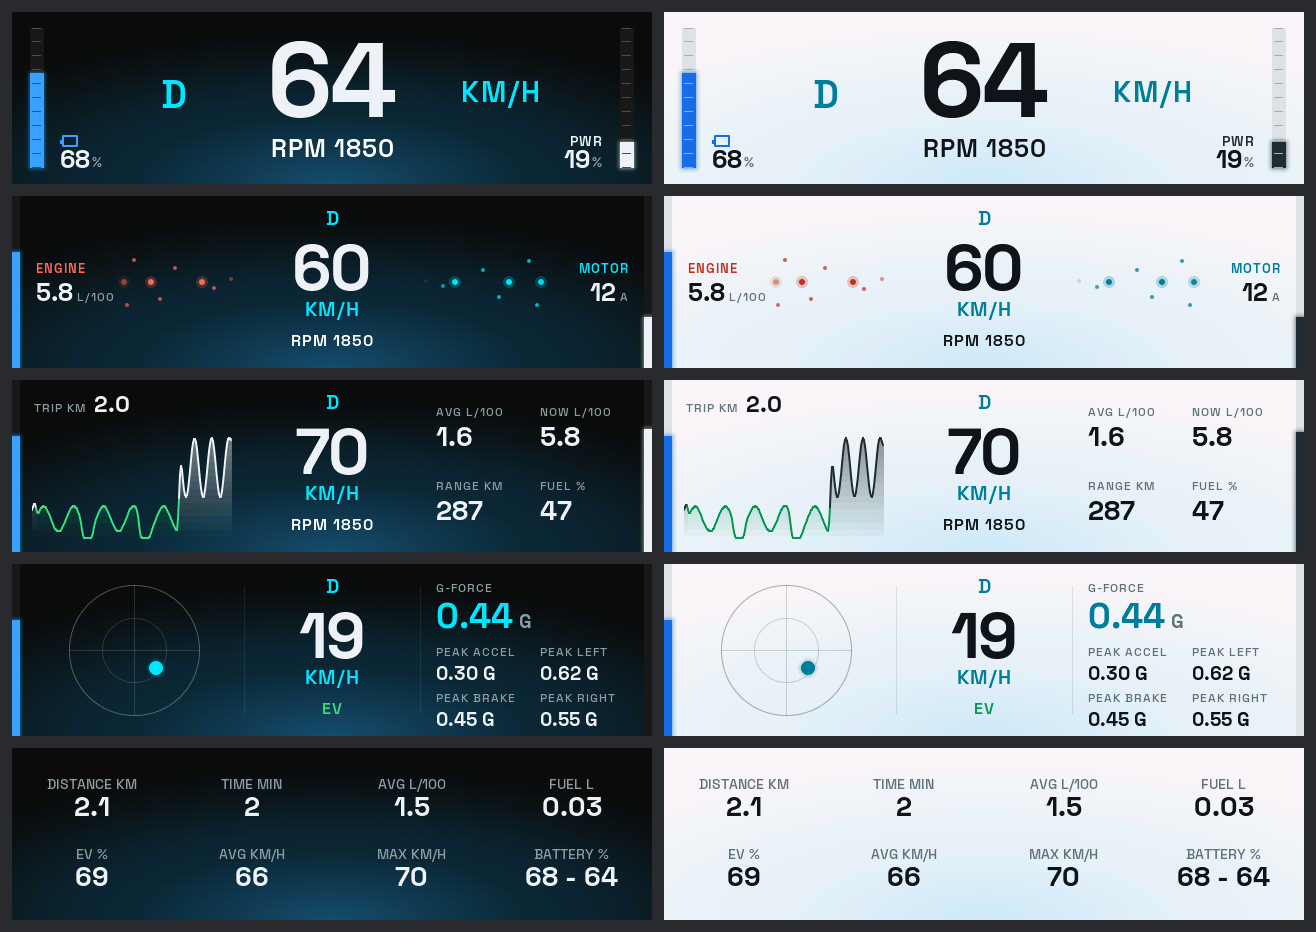 D 64 KM/H
RPM 1850
68%
PWR
19%
D 64 KM/H
RPM 1850
68%
PWR
19%
D
ENGINE
5.8 L/100
60
KM/H
RPM 1850
MOTOR
12 A
D
ENGINE
5.8 L/100
60
KM/H
RPM 1850
MOTOR
12 A
TRIP KM 2.0
D
70
KM/H
RPM 1850
AVG L/100 NOW L/100
1.6 5.8
RANGE KM FUEL %
287 47
TRIP KM 2.0
D
70
KM/H
RPM 1850
AVG L/100 NOW L/100
1.6 5.8
RANGE KM FUEL %
287 47
D
19
KM/H
EV
G-FORCE
0.44 G
PEAK ACCEL PEAK LEFT
0.30 G 0.62 G
PEAK BRAKE PEAK RIGHT
0.45 G 0.55 G
D
19
KM/H
EV
G-FORCE
0.44 G
PEAK ACCEL PEAK LEFT
0.30 G 0.62 G
PEAK BRAKE PEAK RIGHT
0.45 G 0.55 G
DISTANCE KM TIME MIN AVG L/100 FUEL L
2.1 2 1.5 0.03
EV % AVG KM/H MAX KM/H BATTERY %
69 66 70 68 - 64
DISTANCE KM TIME MIN AVG L/100 FUEL L
2.1 2 1.5 0.03
EV % AVG KM/H MAX KM/H BATTERY %
69 66 70 68 - 64